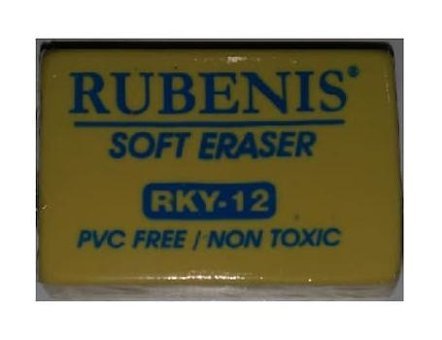 RUBENIS®
SOFT ERASER
RKY-12
PVC FREE / NON TOXIC